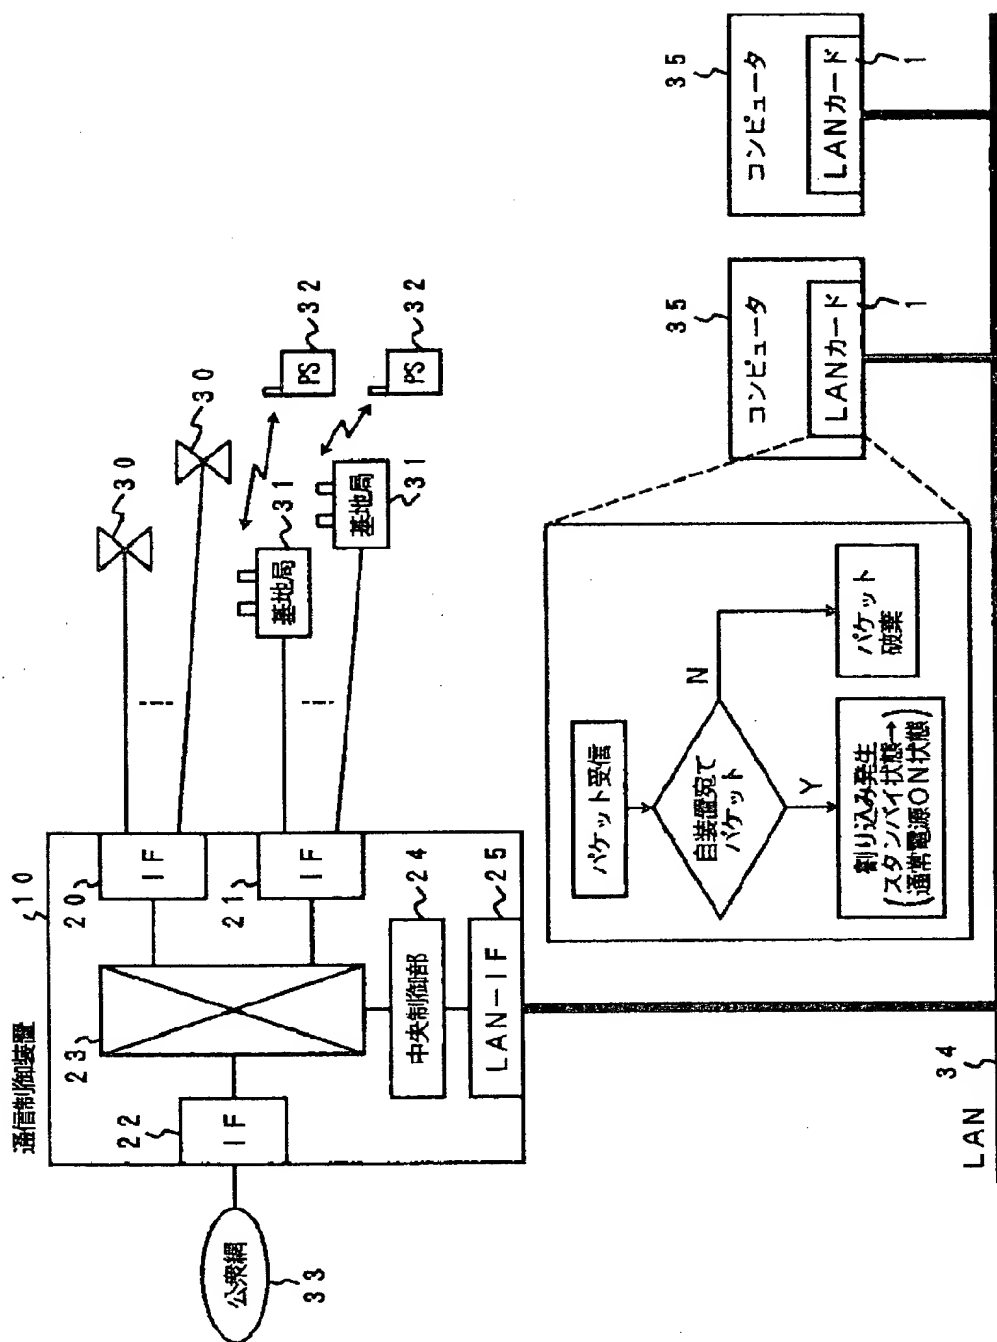 通信制御装置
10
公衆網
33
22
IF
23
20
IF
21
IF
中央制御部
24
LAN-IF
25
30
30
基地局
31
基地局
31
PS
32
PS
32
LAN
34
パケット受信
自装置宛て
パケット
N
Y
パケット
破棄
割り込み発生
(スタンバイ状態→
通常電源ON状態)
コンピュータ
35
LANカード
1
コンピュータ
35
LANカード
1